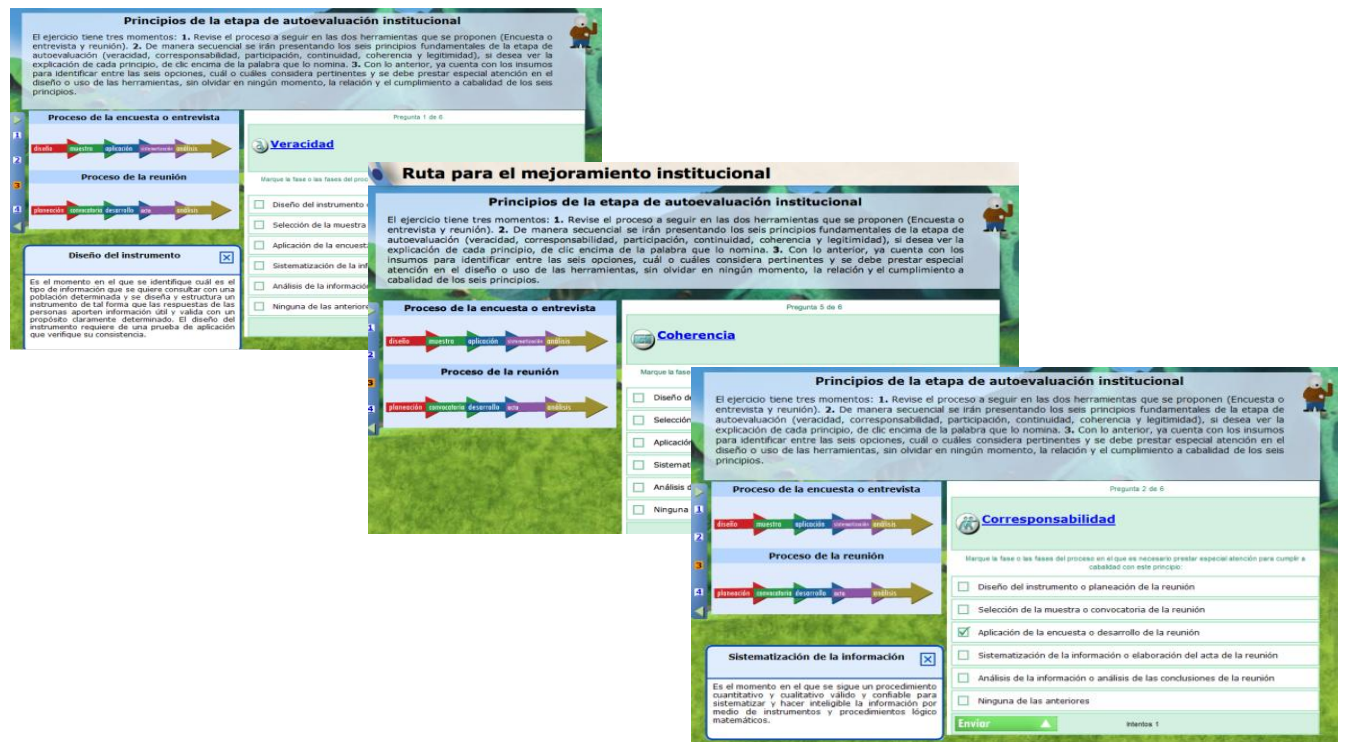 Principios de la etapa de autoevaluación institucional
El ejercicio tiene tres momentos: 1. Revise el proceso a seguir en las dos herramientas que se proponen (Encuesta o
entrevista y reunión). 2. De manera secuencial se irán presentando los seis principios fundamentales de la etapa de
autoevaluación (veracidad, corresponsabilidad, participación, continuidad, coherencia y legitimidad), si desea ver la
explicación de cada principio, de clic encima de la palabra que lo nomina. 3. Con lo anterior, ya cuenta con los insumos
para identificar entre las seis opciones, cuál o cuáles considera pertinentes y se debe prestar especial atención en el
diseño o uso de las herramientas, sin olvidar en ningún momento, la relación y el cumplimiento a cabalidad de los seis
principios.
Proceso de la encuesta o entrevista
diseño muestra aplicación sistematización análisis
Proceso de la reunión
planeación convocatoria desarrollo acta análisis
1
2
3
4
Diseño del instrumento
Es el momento en el que se identifique cuál es el
tipo de información que se quiere consultar con una
población determinada y se diseña y estructura un
instrumento de tal forma que las respuestas de las
personas aporten información útil y valida con un
propósito claramente determinado. El diseño del
instrumento requiere de una prueba de aplicación
que verifique su consistencia.
Pregunta 1 de 6
Veracidad
Marque la fase o las fases del
Diseño del instrumento
Selección de la muestra
Aplicación de la
Sistematización de la
Análisis de la
Ninguna de las
Ruta para el mejoramiento institucional
Principios de la etapa de autoevaluación institucional
El ejercicio tiene tres momentos: 1. Revise el proceso a seguir en las dos herramientas que se proponen (Encuesta o
entrevista y reunión). 2. De manera secuencial se irán presentando los seis principios fundamentales de la etapa de
autoevaluación (veracidad, corresponsabilidad, participación, continuidad, coherencia y legitimidad), si desea ver la
explicación de cada principio, de clic encima de la palabra que lo nomina. 3. Con lo anterior, ya cuenta con los
insumos para identificar entre las seis opciones, cuál o cuáles considera pertinentes y se debe prestar especial
atención en el diseño o uso de las herramientas, sin olvidar en ningún momento, la relación y el cumplimiento a
cabalidad de los seis principios.
Proceso de la encuesta o entrevista
diseño muestra aplicación sistematización análisis
Proceso de la reunión
planeación convocatoria desarrollo acta análisis
1
2
3
4
Pregunta 5 de 6
Coherencia
Marque la fase
Diseño
Selección
Ninguna
Principios de la etapa de autoevaluación institucional
El ejercicio tiene tres momentos: 1. Revise el proceso a seguir en las dos herramientas que se proponen (Encuesta o
entrevista y reunión). 2. De manera secuencial se irán presentando los seis principios fundamentales de la etapa de
autoevaluación (veracidad, corresponsabilidad, participación, continuidad, coherencia y legitimidad), si desea ver la
explicación de cada principio, de clic encima de la palabra que lo nomina. 3. Con lo anterior, ya cuenta con los insumos
para identificar entre las seis opciones, cuál o cuáles considera pertinentes y se debe prestar especial atención en el
diseño o uso de las herramientas, sin olvidar en ningún momento, la relación y el cumplimiento a cabalidad de los seis
principios.
Proceso de la encuesta o entrevista
diseño muestra aplicación sistematización análisis
Proceso de la reunión
planeación convocatoria desarrollo acta análisis
1
2
3
4
Sistematización de la información
Es el momento en el que se sigue un procedimiento
cuantitativo y cualitativo válido y confiable para
sistematizar y hacer inteligible la información por
medio de instrumentos y procedimientos lógico
matemáticos.
Pregunta 2 de 6
Corresponsabilidad
Marque la fase o las fases del proceso en el que es necesario prestar especial atención para cumplir a
cabalidad con este principio:
Diseño del instrumento o planeación de la reunión
Selección de la muestra o convocatoria de la reunión
Aplicación de la encuesta o desarrollo de la reunión
Sistematización de la información o elaboración del acta de la reunión
Análisis de la información o análisis de las conclusiones de la reunión
Ninguna de las anteriores
Enviar
Intentos 1